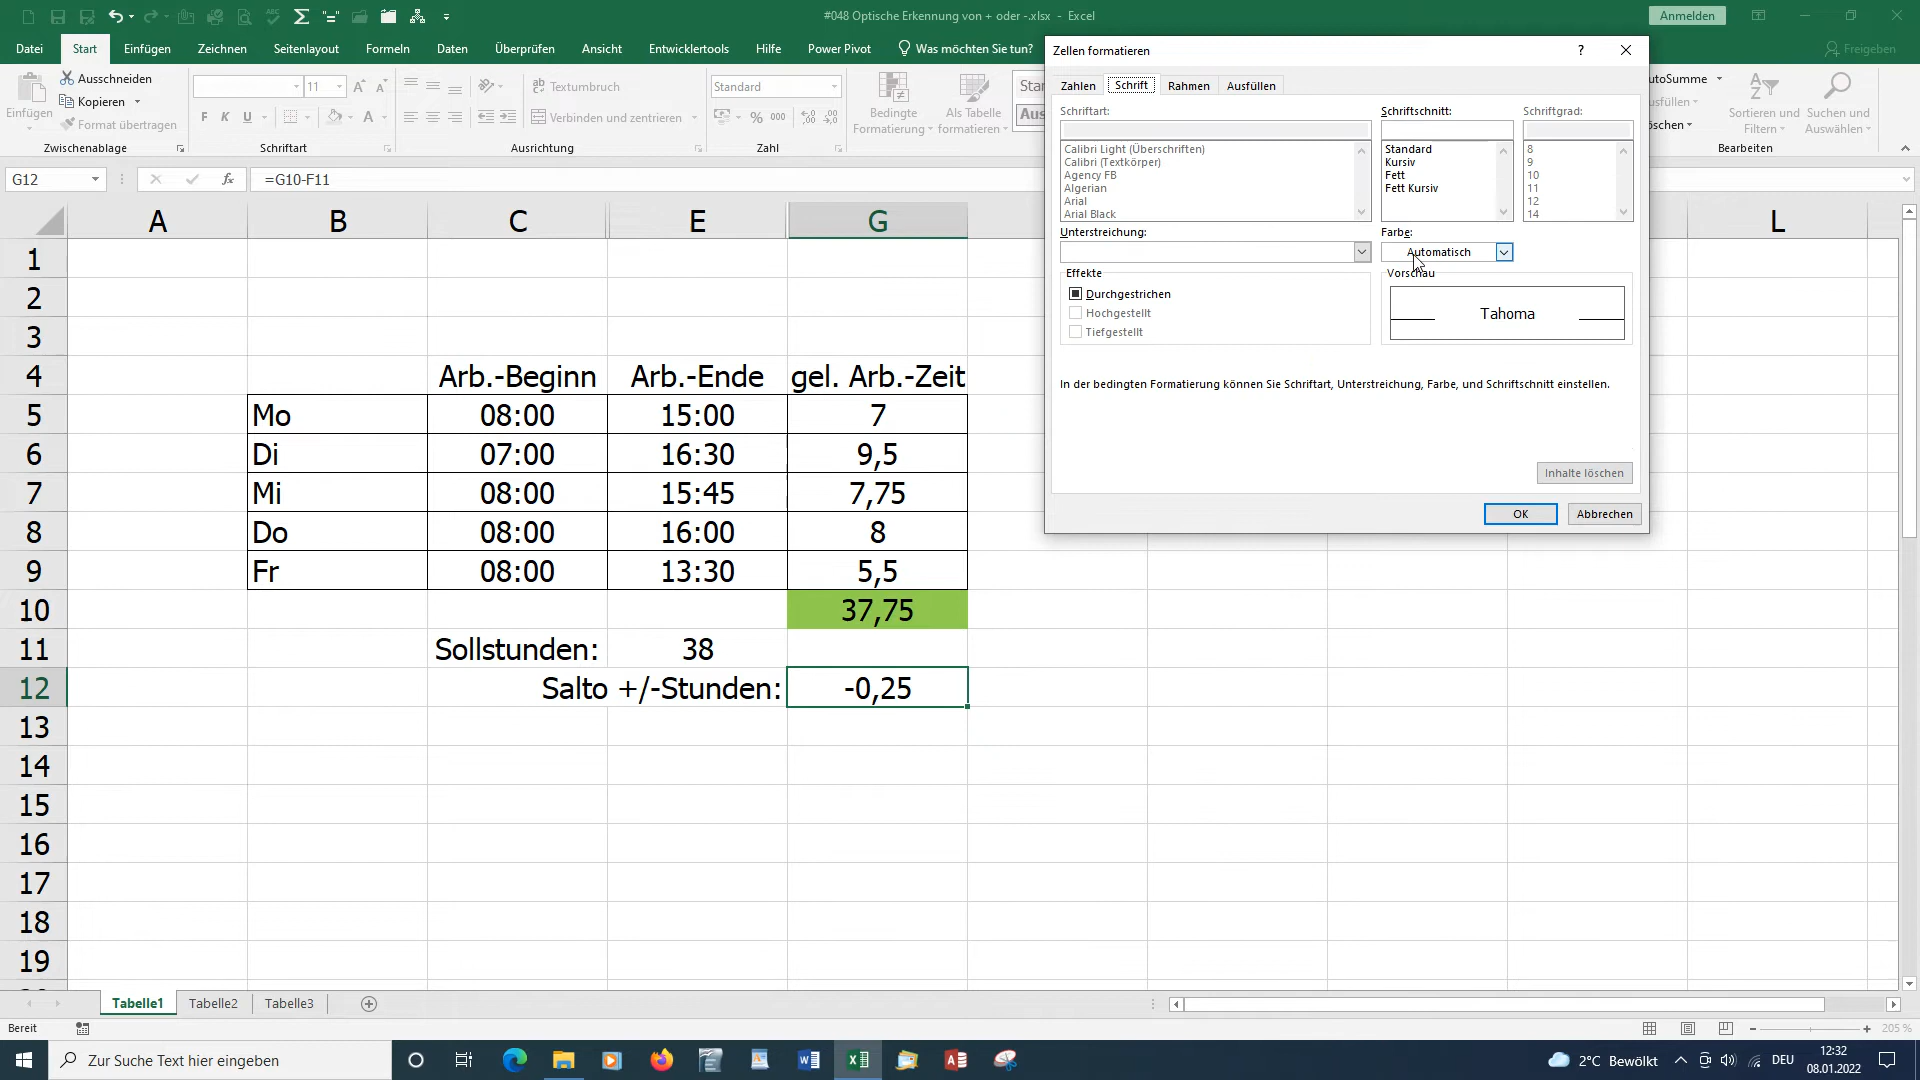 #048 Optische Erkennung von + oder -.xlsx - Excel
Anmelden
Datei Start Einfügen Zeichnen Seitenlayout Formeln Daten Überprüfen Ansicht Entwicklertools Hilfe Power Pivot Was möchten Sie tun? Freigeben
Einfügen
Ausschneiden
Kopieren
Format übertragen
Zwischenablage
11
F K U
Schriftart
Textumbruch
Verbinden und zentrieren
Ausrichtung
Standard
Zahl
Bedingte
Formatierung
Als Tabelle
formatieren
Star
Aus
utoSumme
usfüllen
schen
Sortieren und
Filtern
Suchen und
Auswählen
Bearbeiten
G12
fx
=G10-F11
Zellen formatieren
?
Zahlen Schrift Rahmen Ausfüllen
Schriftart:
Calibri Light (Überschriften)
Calibri (Textkörper)
Agency FB
Algerian
Arial
Arial Black
Schriftschnitt:
Standard
Kursiv
Fett
Fett Kursiv
Schriftgrad:
8
9
10
11
12
14
Unterstreichung:
Farbe:
Automatisch
Effekte
Durchgestrichen
Hochgestellt
Tiefgestellt
Vorschau
Tahoma
In der bedingten Formatierung können Sie Schriftart, Unterstreichung, Farbe, und Schriftschnitt einstellen.
Inhalte löschen
OK Abbrechen
A B C E G L
1
2
3
4 Arb.-Beginn Arb.-Ende gel. Arb.-Zeit
5 Mo 08:00 15:00 7
6 Di 07:00 16:30 9,5
7 Mi 08:00 15:45 7,75
8 Do 08:00 16:00 8
9 Fr 08:00 13:30 5,5
10 37,75
11 Sollstunden: 38
12 Salto +/-Stunden: -0,25
13
14
15
16
17
18
19
Tabelle1 Tabelle2 Tabelle3
Bereit
205 %
Zur Suche Text hier eingeben
2°C Bewölkt
DEU
12:32
08.01.2022